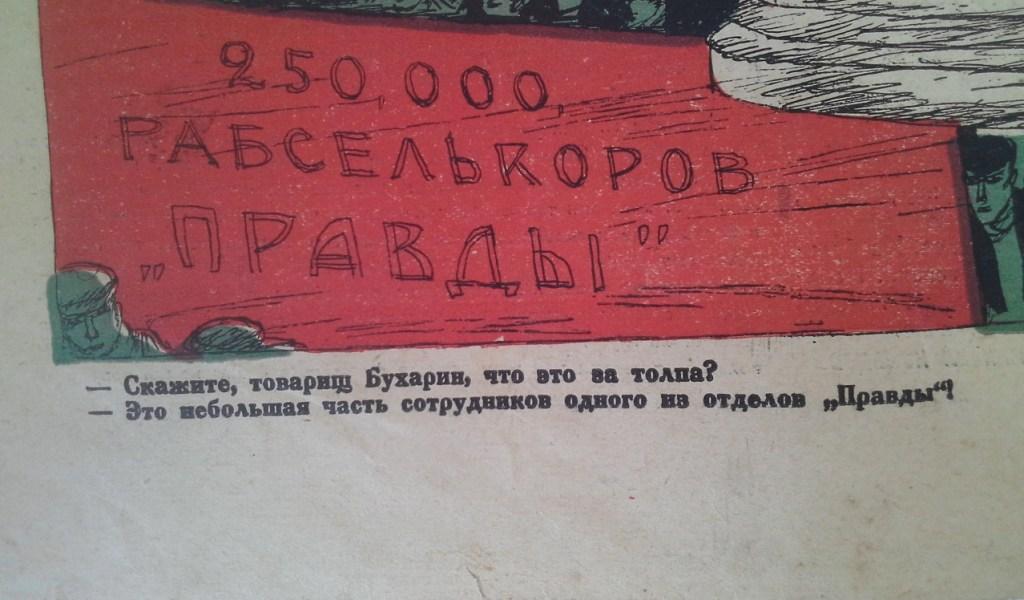 250,000,
РАБСЕЛЬКОРОВ
„ПРАВДЫ”
— Скажите, товарищ Бухарин, что это за толпа?
— Это небольшая часть сотрудников одного из отделов „Правды“!